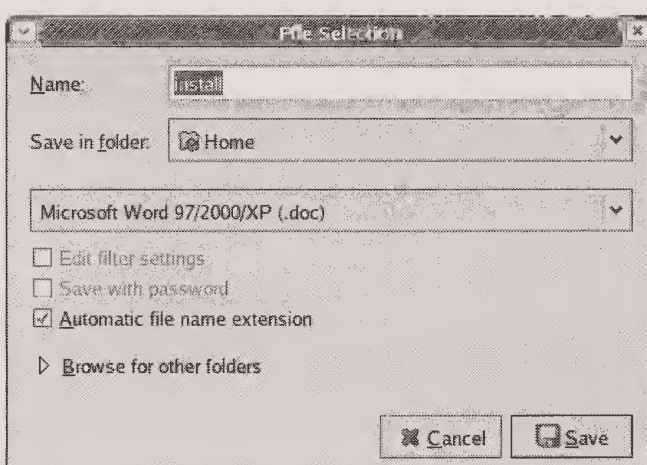 File Selection
Name: install
Save in folder: Home
Microsoft Word 97/2000/XP (.doc)
Edit filter settings
Save with password
Automatic file name extension
Browse for other folders
Cancel Save